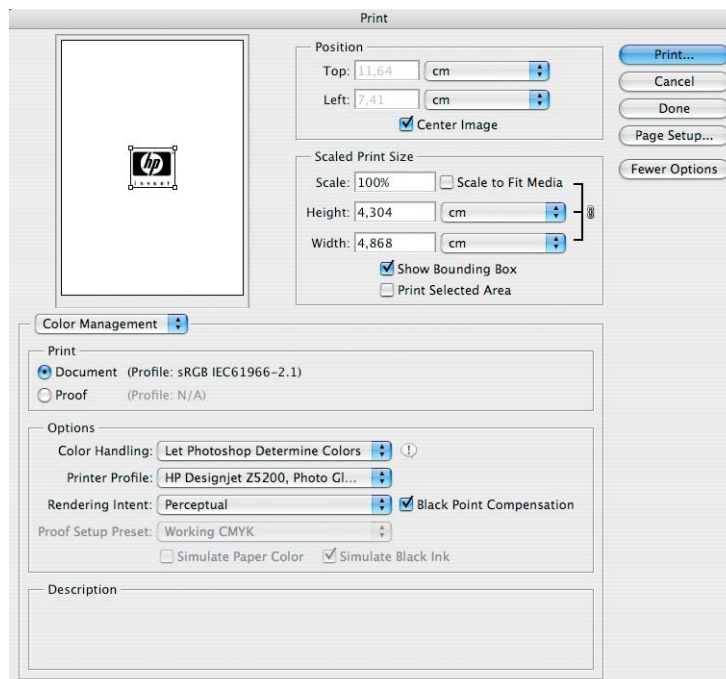 Print
Position
Top: 11,64 cm
Left: 7,41 cm
Center Image
Print...
Cancel
Done
Page Setup...
Fewer Options
hp
invent
Scaled Print Size
Scale: 100% Scale to Fit Media
Height: 4,304 cm
Width: 4,868 cm
Show Bounding Box
Print Selected Area
Color Management
Print
Document (Profile: sRGB IEC61966-2.1)
Proof (Profile: N/A)
Options
Color Handling: Let Photoshop Determine Colors
Printer Profile: HP Designjet Z5200, Photo Gl...
Rendering Intent: Perceptual Black Point Compensation
Proof Setup Preset: Working CMYK
Simulate Paper Color Simulate Black Ink
Description